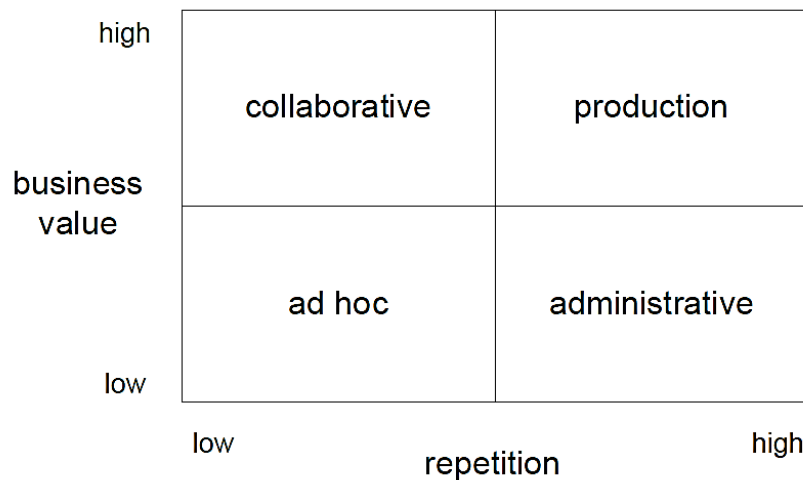 high
collaborative
production
business
value
ad hoc
administrative
low
low
high
repetition